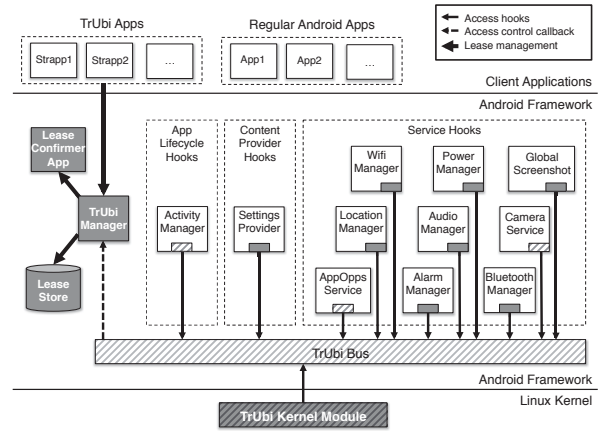 TrUbi Apps
Regular Android Apps
Access hooks
Access control callback
Lease management
Strapp1
Strapp2
...
App1
App2
...
Client Applications
Android Framework
Lease
Confirmer
App
TrUbi
Manager
Lease
Store
App
Lifecycle
Hooks
Activity
Manager
Content
Provider
Hooks
Settings
Provider
Service Hooks
Wifi
Manager
Power
Manager
Global
Screenshot
Location
Manager
Audio
Manager
Camera
Service
AppOpps
Service
Alarm
Manager
Bluetooth
Manager
TrUbi Bus
Android Framework
Linux Kernel
TrUbi Kernel Module